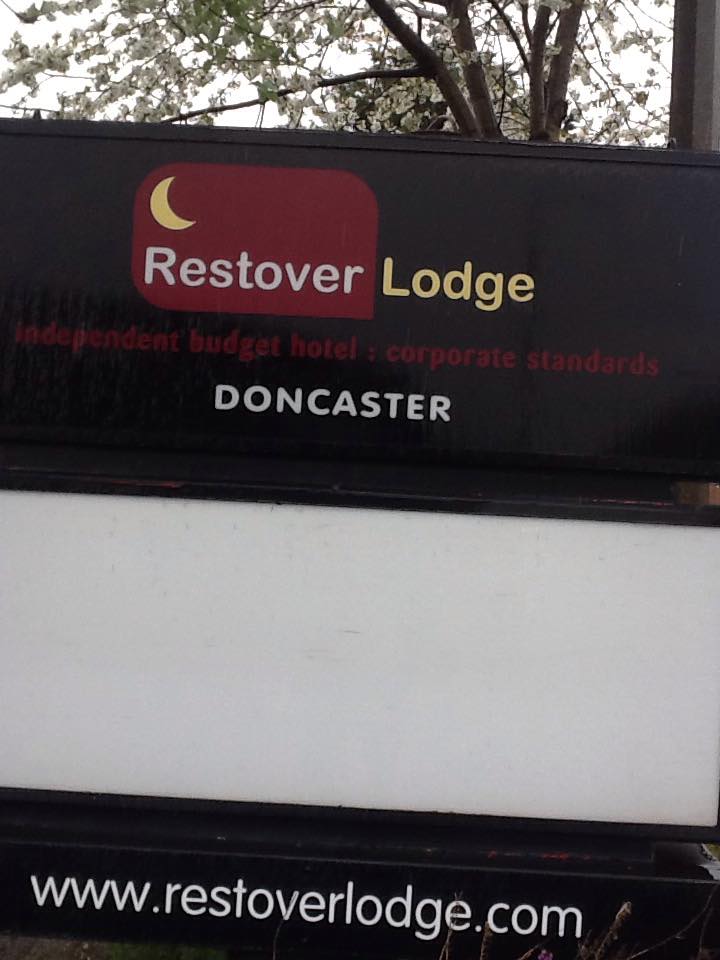 Restover Lodge
independent budget hotel : corporate standards
DONCASTER
www.restoverlodge.com